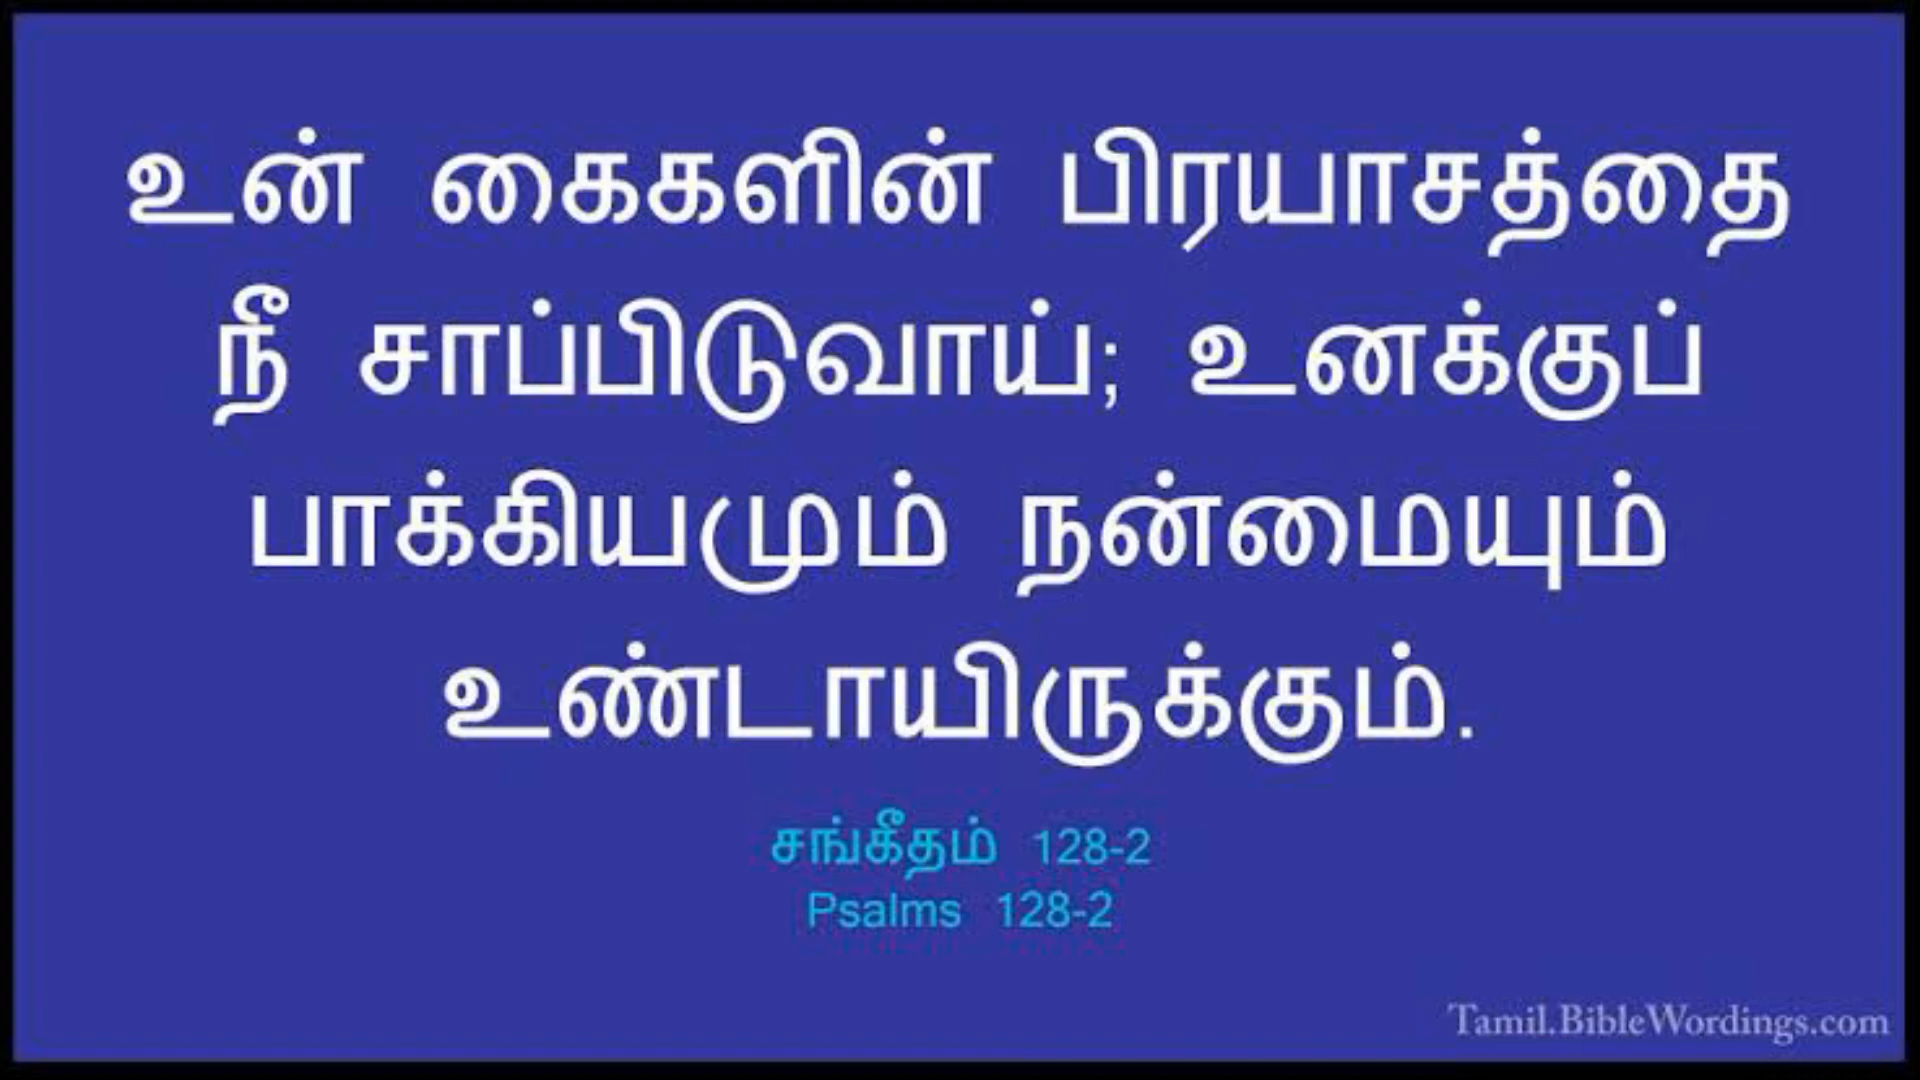 உன் கைகளின் பிரயாசத்தை
நீ சாப்பிடுவாய்; உனக்குப்
பாக்கியமும் நன்மையும்
உண்டாயிருக்கும்.
சங்கீதம் 128-2
Psalms 128-2
Tamil.BibleWordings.com